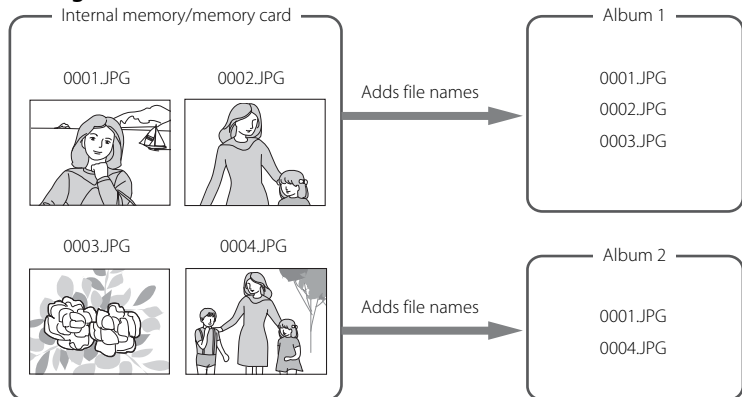 Internal memory/memory card
0001.JPG
0002.JPG
0003.JPG
0004.JPG
Adds file names
Album 1
0001.JPG
0002.JPG
0003.JPG
Adds file names
Album 2
0001.JPG
0004.JPG